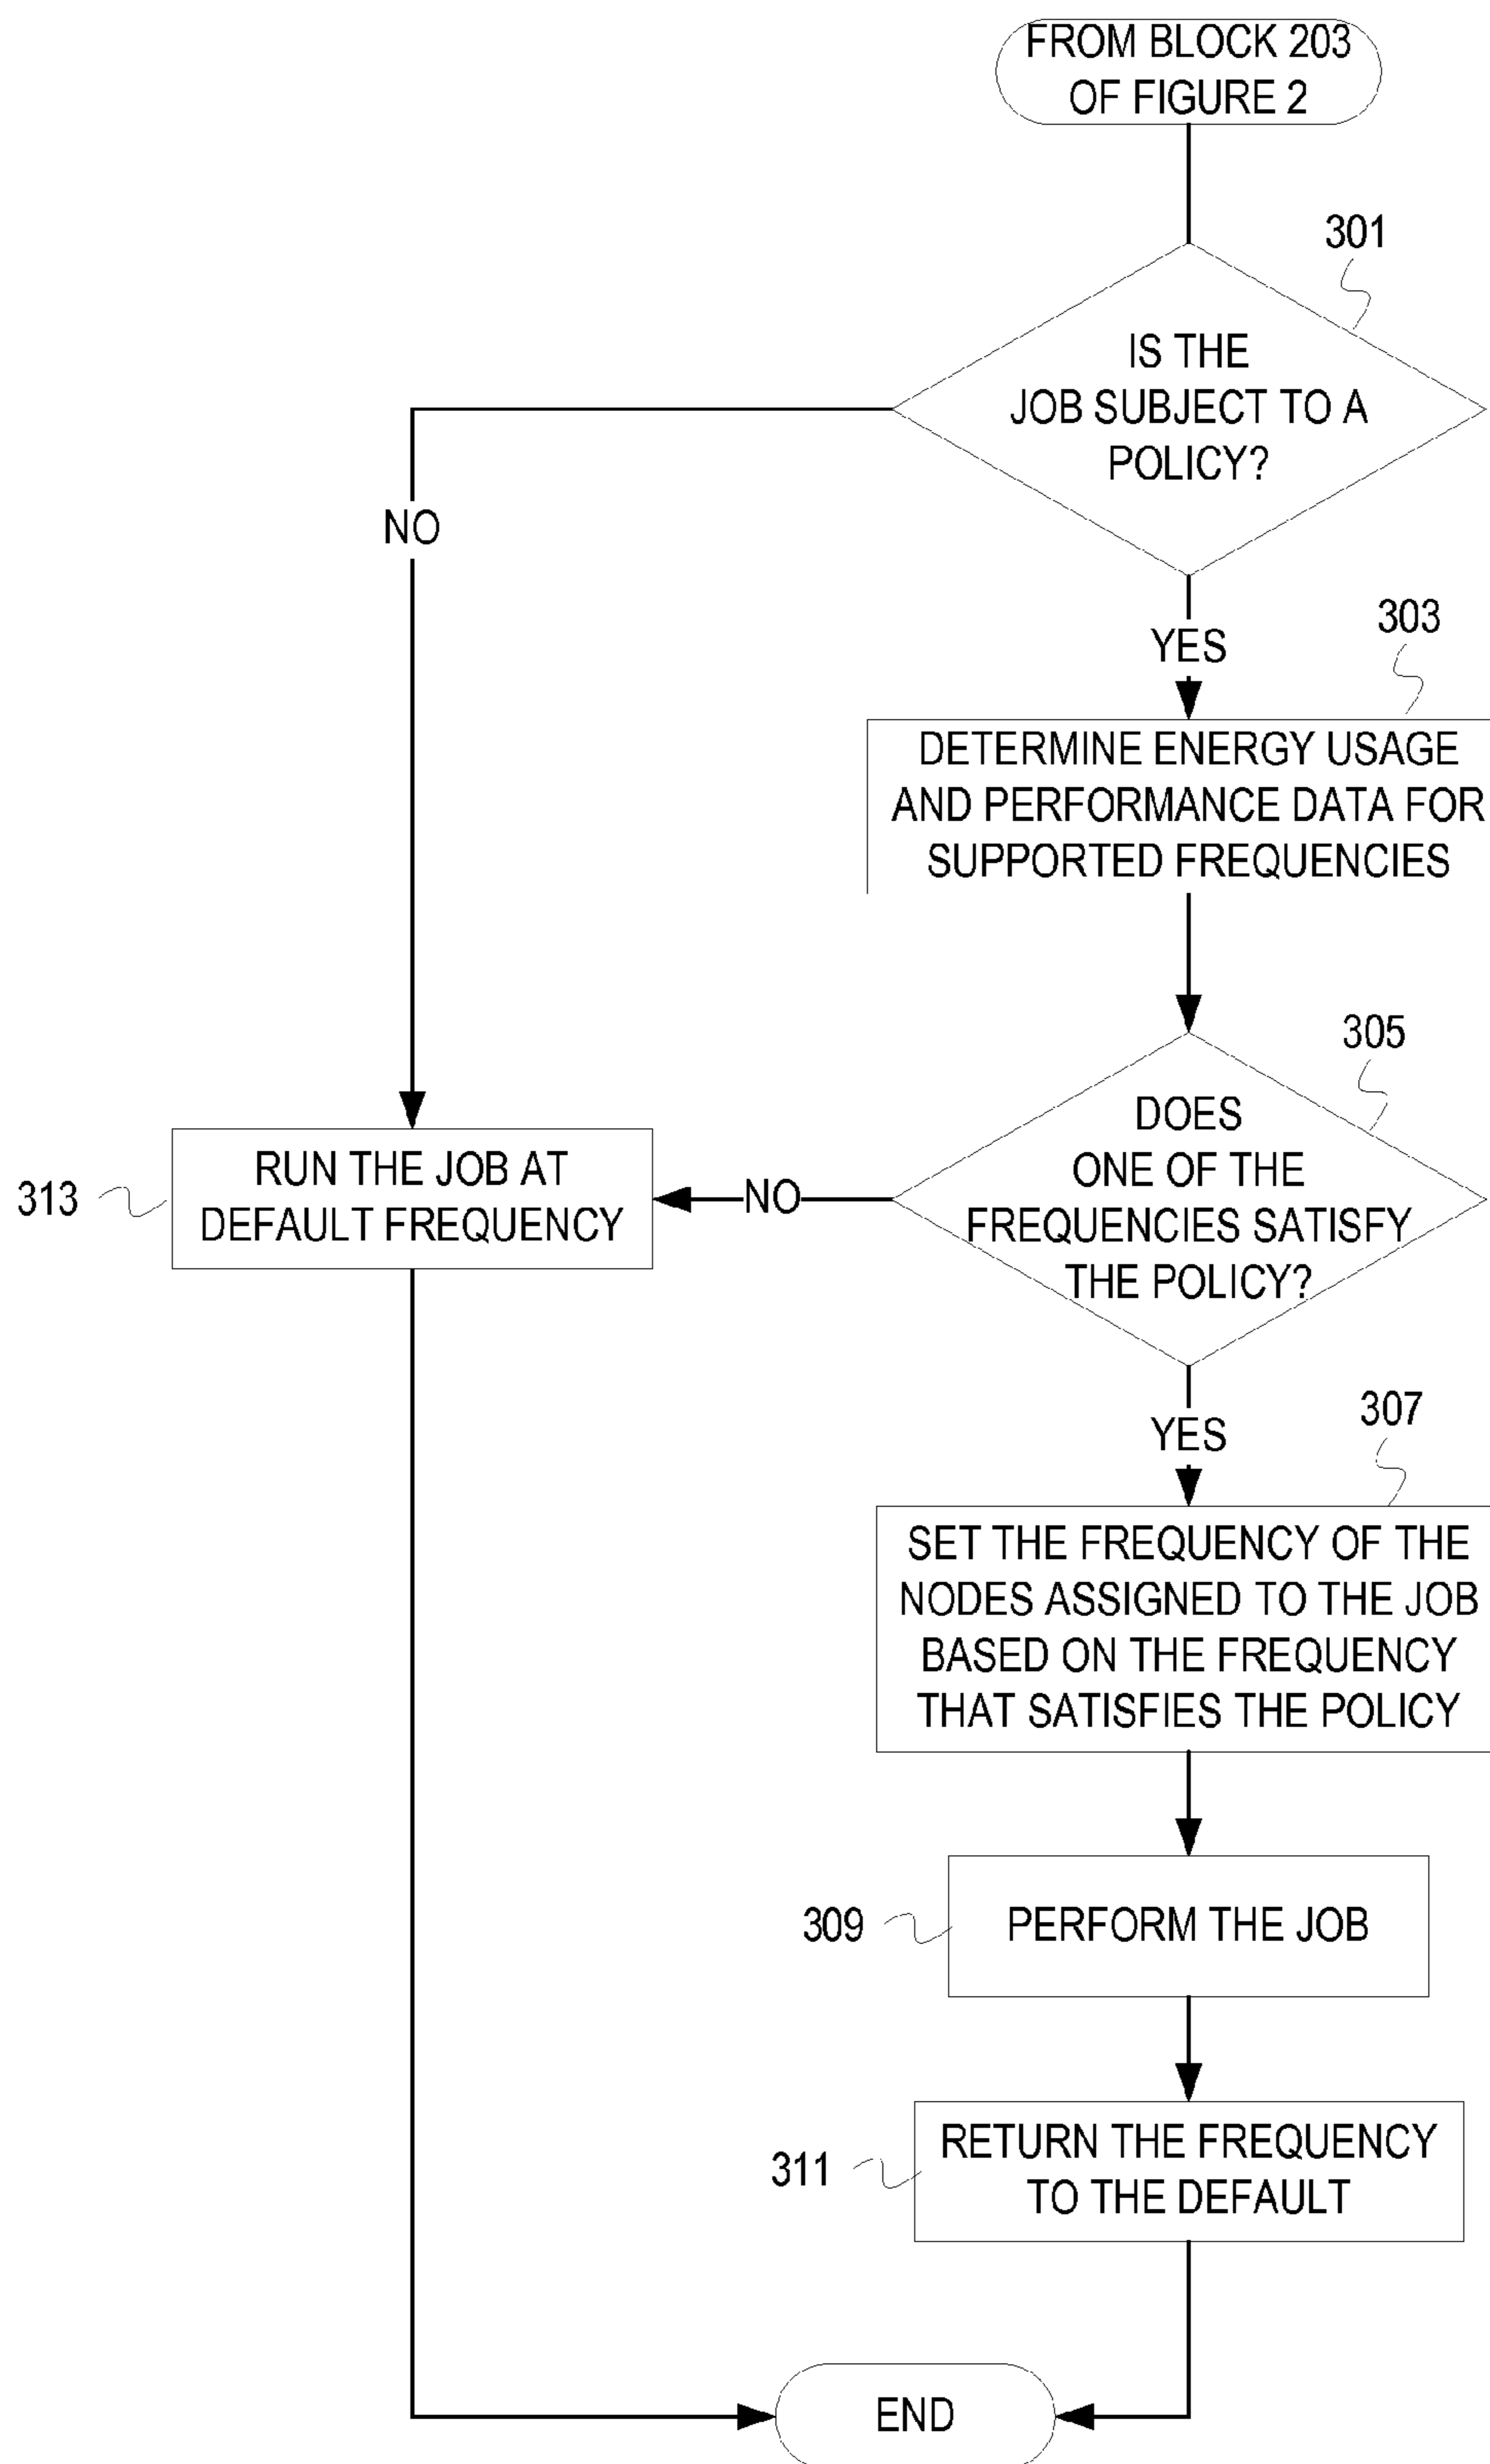 FROM BLOCK 203
OF FIGURE 2
301
IS THE
JOB SUBJECT TO A
POLICY?
NO
YES
303
DETERMINE ENERGY USAGE
AND PERFORMANCE DATA FOR
SUPPORTED FREQUENCIES
305
DOES
ONE OF THE
FREQUENCIES SATISFY
THE POLICY?
NO
313
RUN THE JOB AT
DEFAULT FREQUENCY
YES
307
SET THE FREQUENCY OF THE
NODES ASSIGNED TO THE JOB
BASED ON THE FREQUENCY
THAT SATISFIES THE POLICY
309
PERFORM THE JOB
311
RETURN THE FREQUENCY
TO THE DEFAULT
END